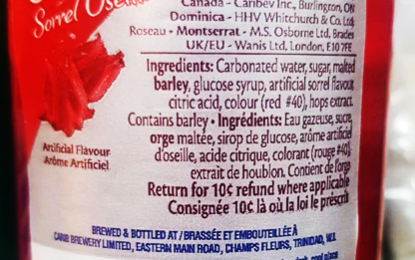 Canada - Canbev Inc., Burlington, ON
Dominica - HHV Whitchurch & Co. Ltd,
Roseau - Montserrat - M.S. Osborne Ltd. Brades
UK/EU - Wanis Ltd, London, E10 7FE
Sorrel
Ingredients: Carbonated water, sugar, malted
barley, glucose syrup, artificial sorrel flavour,
citric acid, colour (red #40), hops extract.
Contains barley • Ingrédients: Eau gazeuse, sucre,
orge maltée, sirop de glucose, arôme artificiel
d'oseille, acide citrique, colorant (rouge #40),
extrait de houblon. Contient de l'orge
Return for 10¢ refund where applicable
Consignée 10¢ là où la loi le prescrit
Artificial Flavour
Arôme Artificiel
BREWED & BOTTLED AT / BRASSÉE ET EMBOUTEILLÉE À
CARIB BREWERY LIMITED, EASTERN MAIN ROAD, CHAMPS FLEURS, TRINIDAD, W.I.
cool place